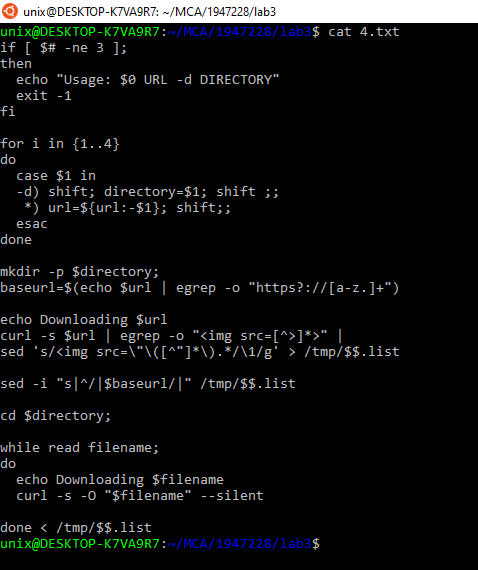 unix@DESKTOP-K7VA9R7: ~/MCA/1947228/lab3
unix@DESKTOP-K7VA9R7:~/MCA/1947228/lab3$ cat 4.txt
if [ $# -ne 3 ];
then
  echo "Usage: $0 URL -d DIRECTORY"
  exit -1
fi

for i in {1..4}
do
  case $1 in
  -d) shift; directory=$1; shift ;;
   *) url=${url:-$1}; shift;;
  esac
done

mkdir -p $directory;
baseurl=$(echo $url | egrep -o "https?://[a-z.]+")

echo Downloading $url
curl -s $url | egrep -o "<img src=[^>]*>" |
sed 's/<img src=\"\([^"]*\).*/\1/g' > /tmp/$$.list

sed -i "s|^/|$baseurl/|" /tmp/$$.list

cd $directory;

while read filename;
do
  echo Downloading $filename
  curl -s -O "$filename" --silent

done < /tmp/$$.list
unix@DESKTOP-K7VA9R7:~/MCA/1947228/lab3$